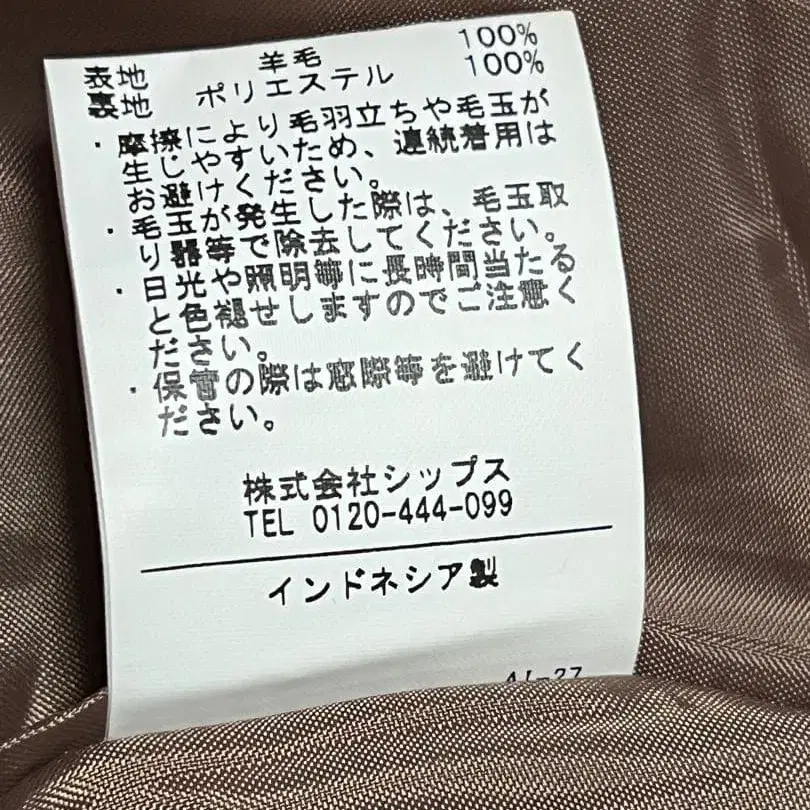 表地 羊毛 100%
裏地 ポリエステル 100%
・摩擦により毛羽立ちや毛玉が
生じやすいため、連続着用は
お避けください。
・毛玉が発生した際は、毛玉取
り器等で除去してください。
・日光や照明等に長時間当たる
と色褪せしますのでご注意く
ださい。
・保管の際は窓際等を避けてく
ださい。
株式会社シップス
TEL 0120-444-099
インドネシア製